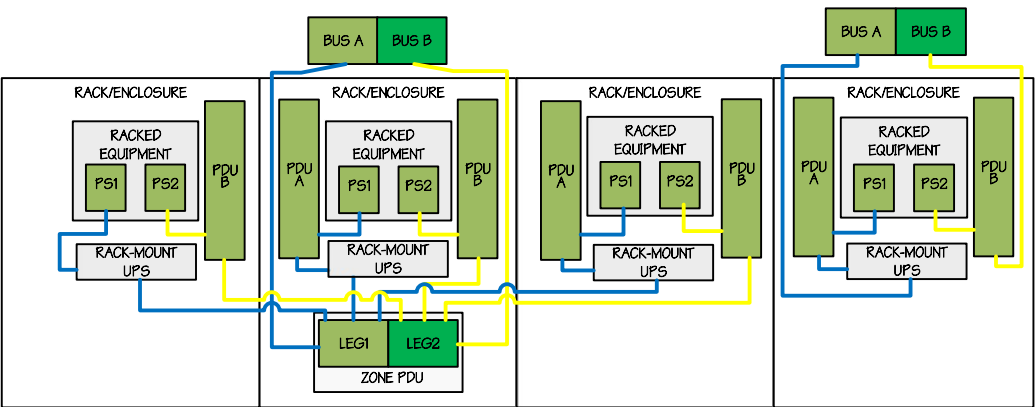 BUS A
BUS B
BUS A
BUS B
RACK/ENCLOSURE
RACK/ENCLOSURE
RACK/ENCLOSURE
RACK/ENCLOSURE
RACKED
EQUIPMENT
PS1
PS2
PDU
B
RACK-MOUNT
UPS
PDU
A
RACKED
EQUIPMENT
PS1
PS2
PDU
B
RACK-MOUNT
UPS
LEG1
LEG2
ZONE PDU
PDU
A
RACKED
EQUIPMENT
PS1
PS2
PDU
B
RACK-MOUNT
UPS
PDU
A
RACKED
EQUIPMENT
PS1
PS2
PDU
B
RACK-MOUNT
UPS